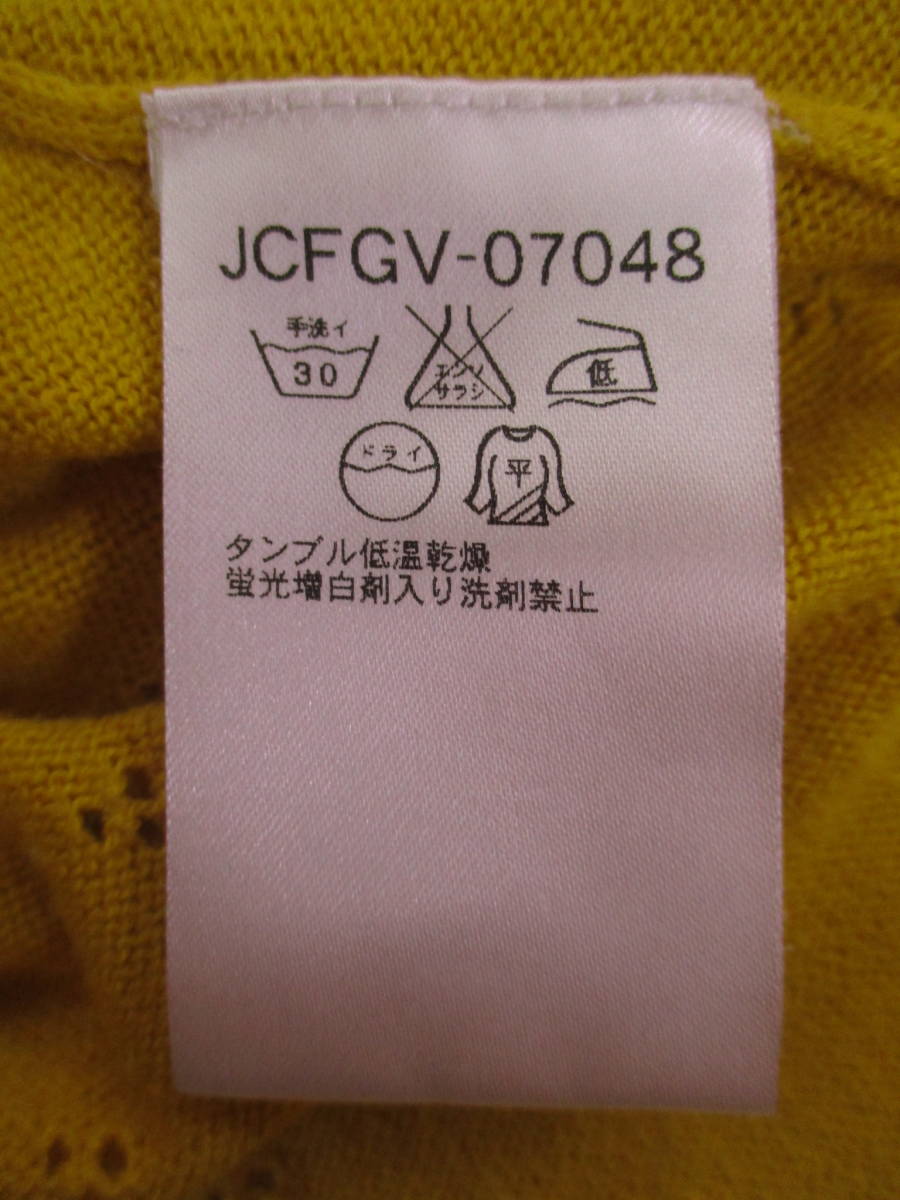 JCFGV-07048
手洗イ
30
エンソ
サラシ
低
ドライ
平
タンブル低温乾燥
蛍光増白剤入り洗剤禁止